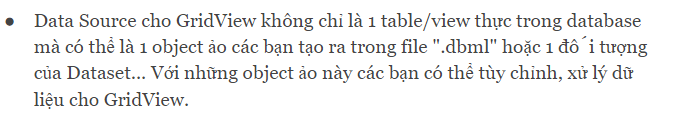 ● Data Source cho GridView không chỉ là 1 table/view thực trong database
mà có thể là 1 object ảo các bạn tạo ra trong file ".dbml" hoặc 1 đô´i tượng
của Dataset... Với những object ảo này các bạn có thể tùy chỉnh, xử lý dữ
liệu cho GridView.